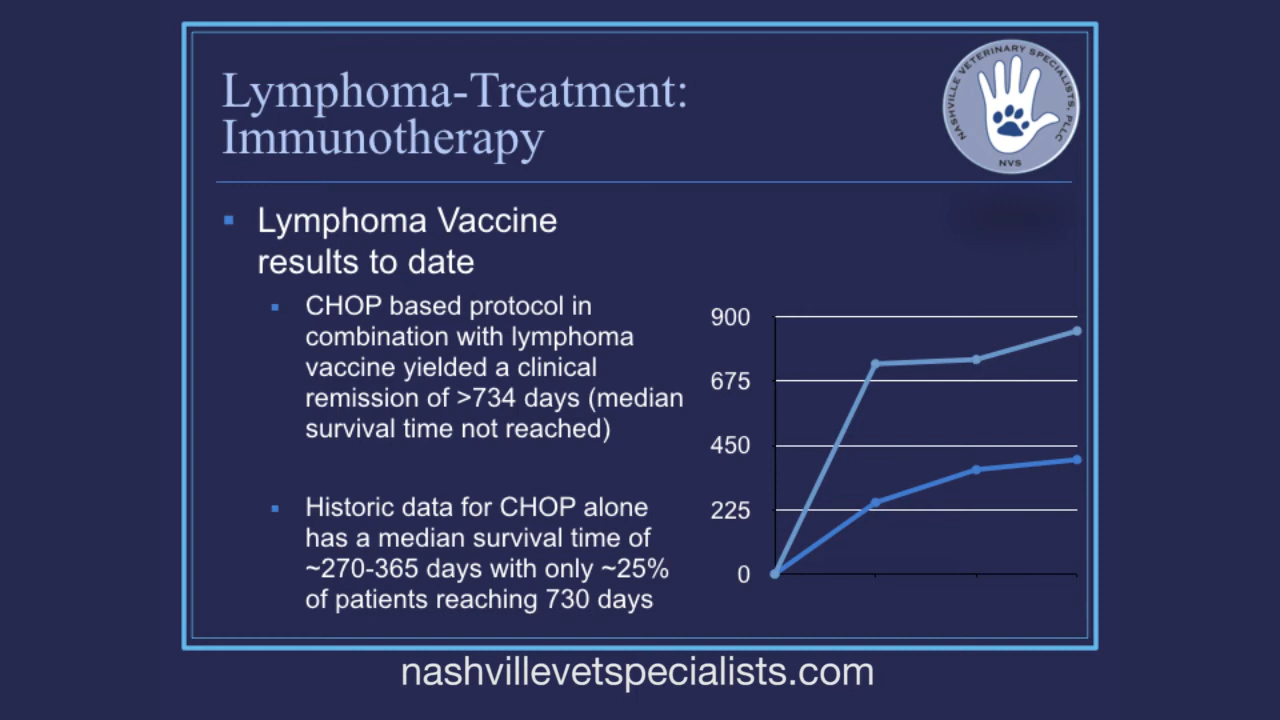 Lymphoma-Treatment:
Immunotherapy
NASHVILLE VETERINARY SPECIALISTS, PLLC
NVS
Lymphoma Vaccine
results to date
CHOP based protocol in
combination with lymphoma
vaccine yielded a clinical
remission of >734 days (median
survival time not reached)
Historic data for CHOP alone
has a median survival time of
~270-365 days with only ~25%
of patients reaching 730 days
900
675
450
225
0
nashvillevetspecialists.com